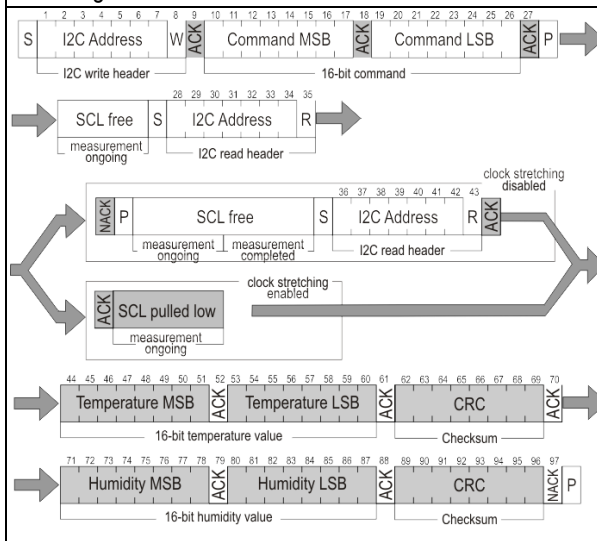 1 2 3 4 5 6 7 8 9 10 11 12 13 14 15 16 17 18 19 20 21 22 23 24 25 26 27
S I2C Address W ACK Command MSB ACK Command LSB ACK P
I2C write header 16-bit command
28 29 30 31 32 33 34 35
SCL free S I2C Address R
measurement
ongoing
I2C read header
clock stretching
disabled
36 37 38 39 40 41 42 43
NACK P SCL free S I2C Address R ACK
measurement
ongoing
measurement
completed
I2C read header
clock stretching
enabled
ACK SCL pulled low
measurement
ongoing
44 45 46 47 48 49 50 51 52 53 54 55 56 57 58 59 60 61 62 63 64 65 66 67 68 69 70
Temperature MSB ACK Temperature LSB ACK CRC ACK
16-bit temperature value Checksum
71 72 73 74 75 76 77 78 79 80 81 82 83 84 85 86 87 88 89 90 91 92 93 94 95 96 97
Humidity MSB ACK Humidity LSB ACK CRC NACK P
16-bit humidity value Checksum